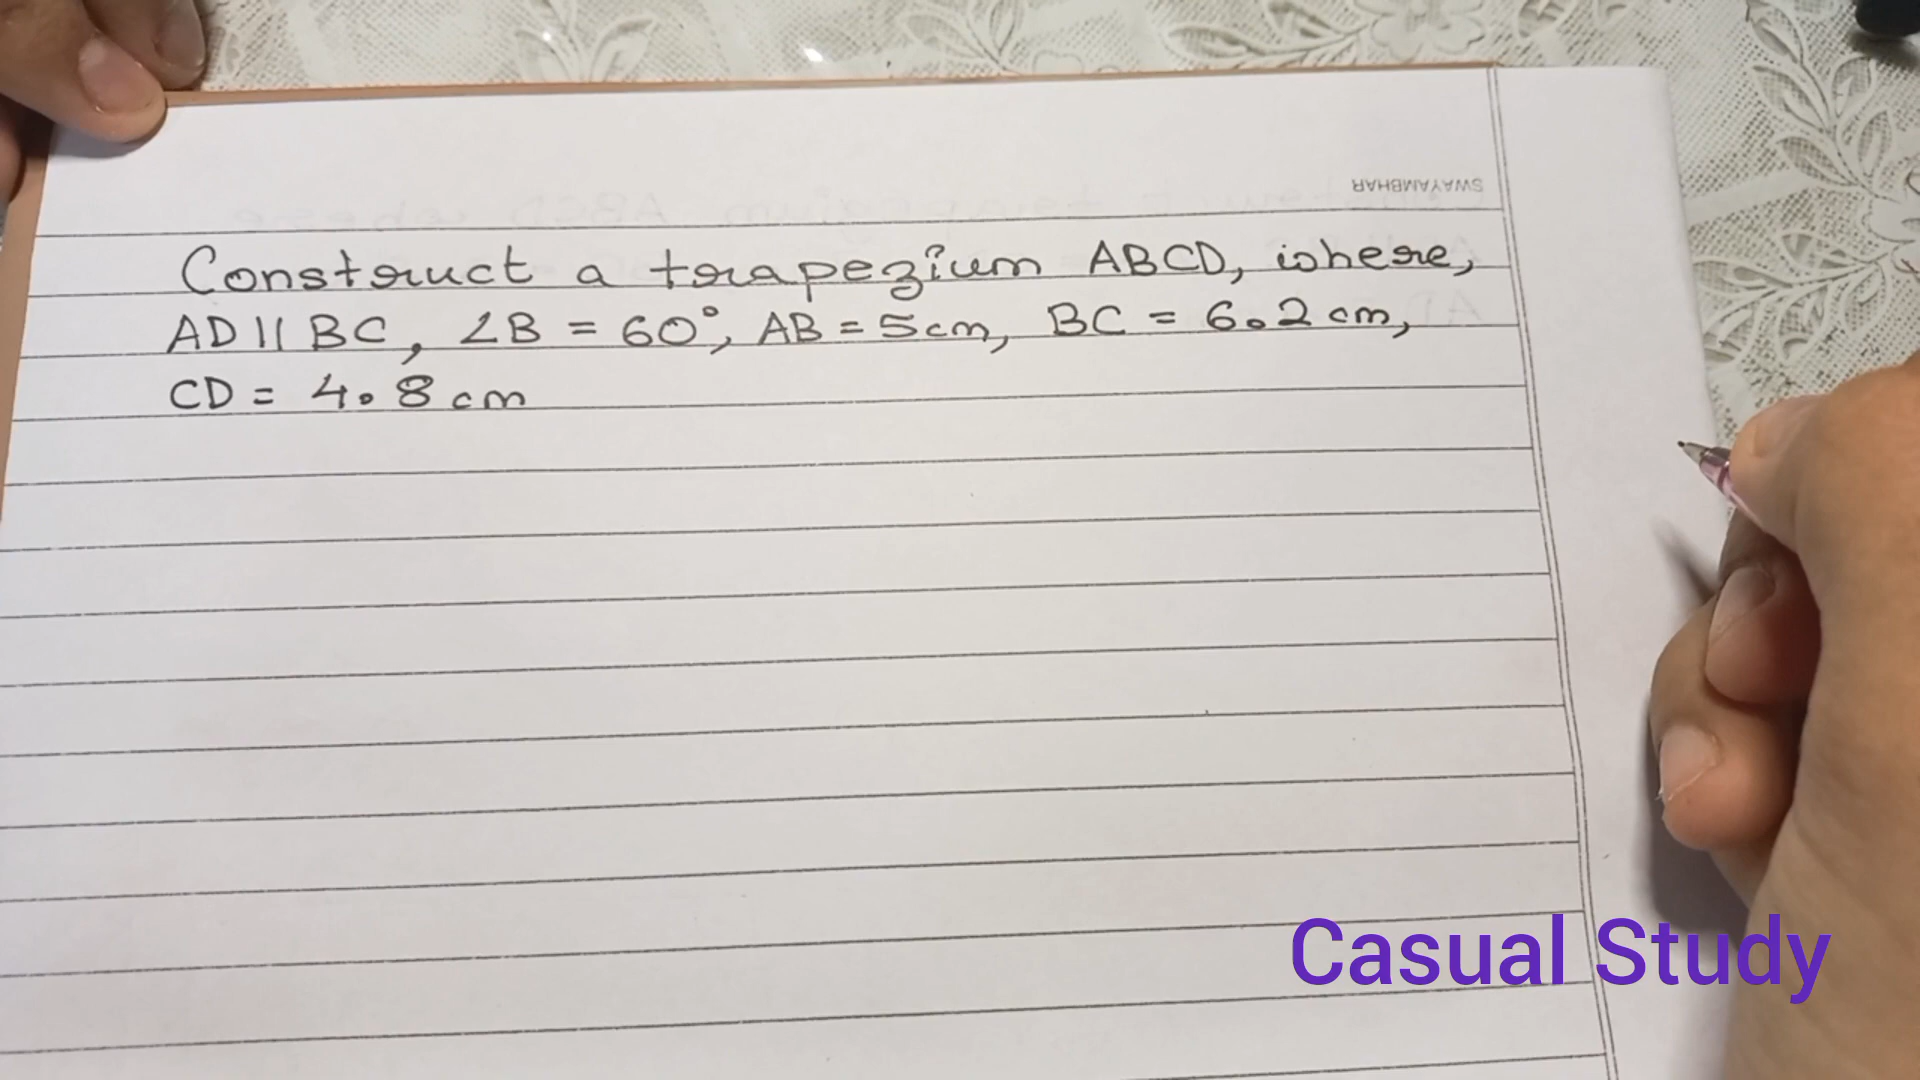 SWAYAMBHAR
Construct a trapezium ABCD, where,
AD || BC, ∠B = 60°, AB = 5cm, BC = 6.2 cm,
CD = 4.8 cm
Casual Study